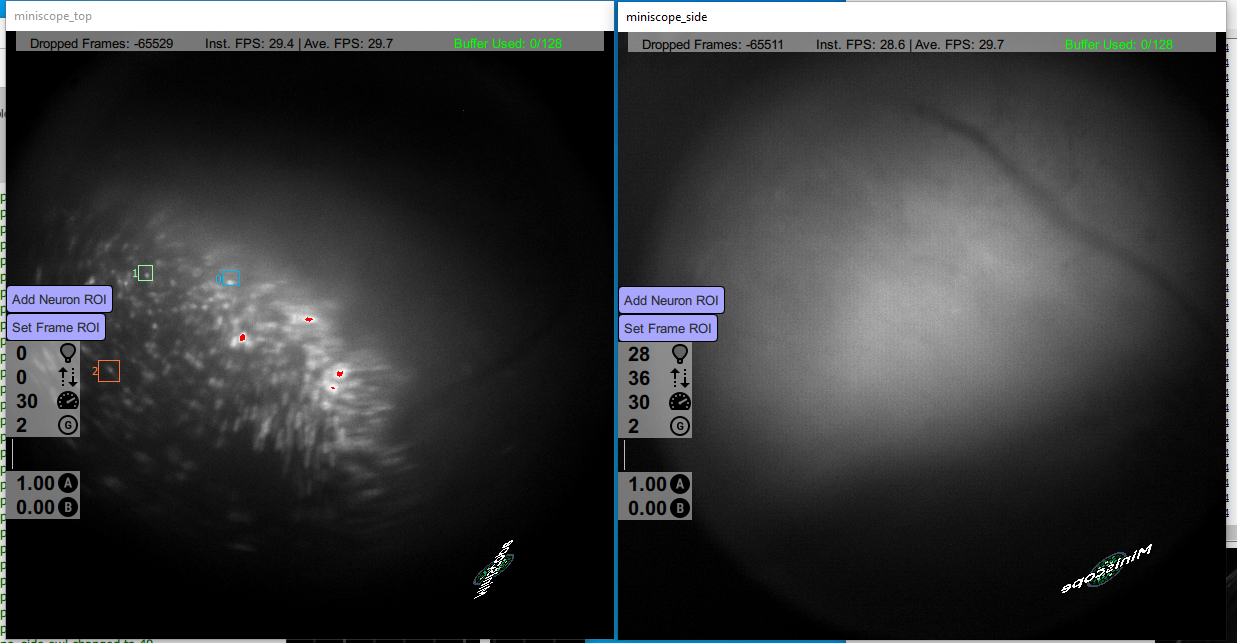 miniscope_top
Dropped Frames: -65529 Inst. FPS: 29.4 | Ave. FPS: 29.7 Buffer Used: 0/128
1
0
Add Neuron ROI
Set Frame ROI
0
2
0
30
2 G
1.00 A
0.00 B
miniscope_side
Dropped Frames: -65511 Inst. FPS: 28.6 | Ave. FPS: 29.7 Buffer Used: 0/128
Add Neuron ROI
Set Frame ROI
28
36
30
2 G
1.00 A
0.00 B
Miniscope